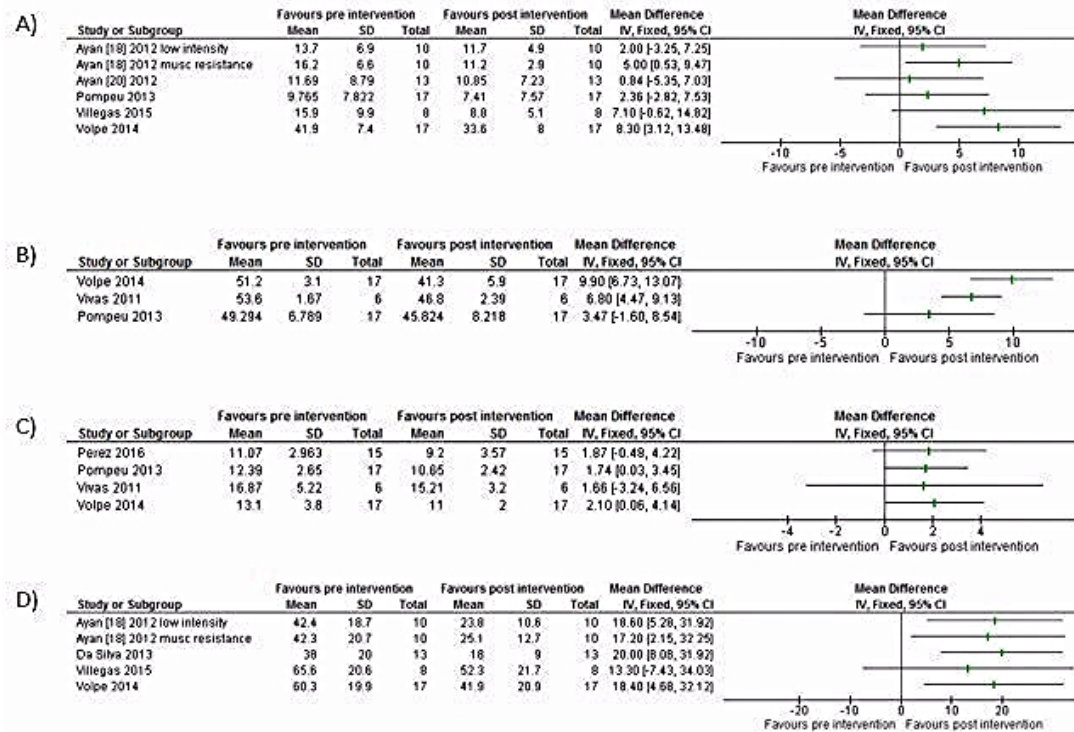 A)
Favours pre intervention Favours post intervention Mean Difference Mean Difference
Study or Subgroup Mean SD Total Mean SD Total IV, Fixed, 95% CI IV, Fixed, 95% CI
Ayan [18] 2012 low intensity 13.7 6.9 10 11.7 4.9 10 2.00 [-3.25, 7.25]
Ayan [18] 2012 musc resistance 16.2 6.6 10 11.2 2.9 10 5.00 [0.53, 9.47]
Ayan [20] 2012 11.69 8.79 13 10.85 7.23 13 0.84 [-5.35, 7.03]
Pompeu 2013 9.765 7.822 17 7.41 7.57 17 2.36 [-2.82, 7.53]
Villegas 2015 15.9 9.9 8 8.8 5.1 8 7.10 [-0.62, 14.82]
Volpe 2014 41.9 7.4 17 33.6 8 17 8.30 [3.12, 13.48]
-10 -5 0 5 10
Favours pre intervention Favours post intervention
B)
Favours pre intervention Favours post intervention Mean Difference Mean Difference
Study or Subgroup Mean SD Total Mean SD Total IV, Fixed, 95% CI IV, Fixed, 95% CI
Volpe 2014 51.2 3.1 17 41.3 5.9 17 9.90 [6.73, 13.07]
Vivas 2011 53.6 1.67 6 46.8 2.39 6 6.80 [4.47, 9.13]
Pompeu 2013 49.294 6.789 17 45.824 8.218 17 3.47 [-1.60, 8.54]
-10 -5 0 5 10
Favours pre intervention Favours post intervention
C)
Favours pre intervention Favours post intervention Mean Difference Mean Difference
Study or Subgroup Mean SD Total Mean SD Total IV, Fixed, 95% CI IV, Fixed, 95% CI
Perez 2016 11.07 2.963 15 9.2 3.57 15 1.87 [-0.48, 4.22]
Pompeu 2013 12.39 2.65 17 10.65 2.42 17 1.74 [0.03, 3.45]
Vivas 2011 16.87 5.22 6 15.21 3.2 6 1.66 [-3.24, 6.56]
Volpe 2014 13.1 3.8 17 11 2 17 2.10 [0.06, 4.14]
-4 -2 0 2 4
Favours pre intervention Favours post intervention
D)
Favours pre intervention Favours post intervention Mean Difference Mean Difference
Study or Subgroup Mean SD Total Mean SD Total IV, Fixed, 95% CI IV, Fixed, 95% CI
Ayan [18] 2012 low intensity 42.4 18.7 10 23.8 10.6 10 18.60 [5.28, 31.92]
Ayan [18] 2012 musc resistance 42.3 20.7 10 25.1 12.7 10 17.20 [2.15, 32.25]
Da Silva 2013 38 20 13 18 9 13 20.00 [8.08, 31.92]
Villegas 2015 65.6 20.6 8 52.3 21.7 8 13.30 [-7.43, 34.03]
Volpe 2014 60.3 19.9 17 41.9 20.9 17 18.40 [4.68, 32.12]
-20 -10 0 10 20
Favours pre intervention Favours post intervention